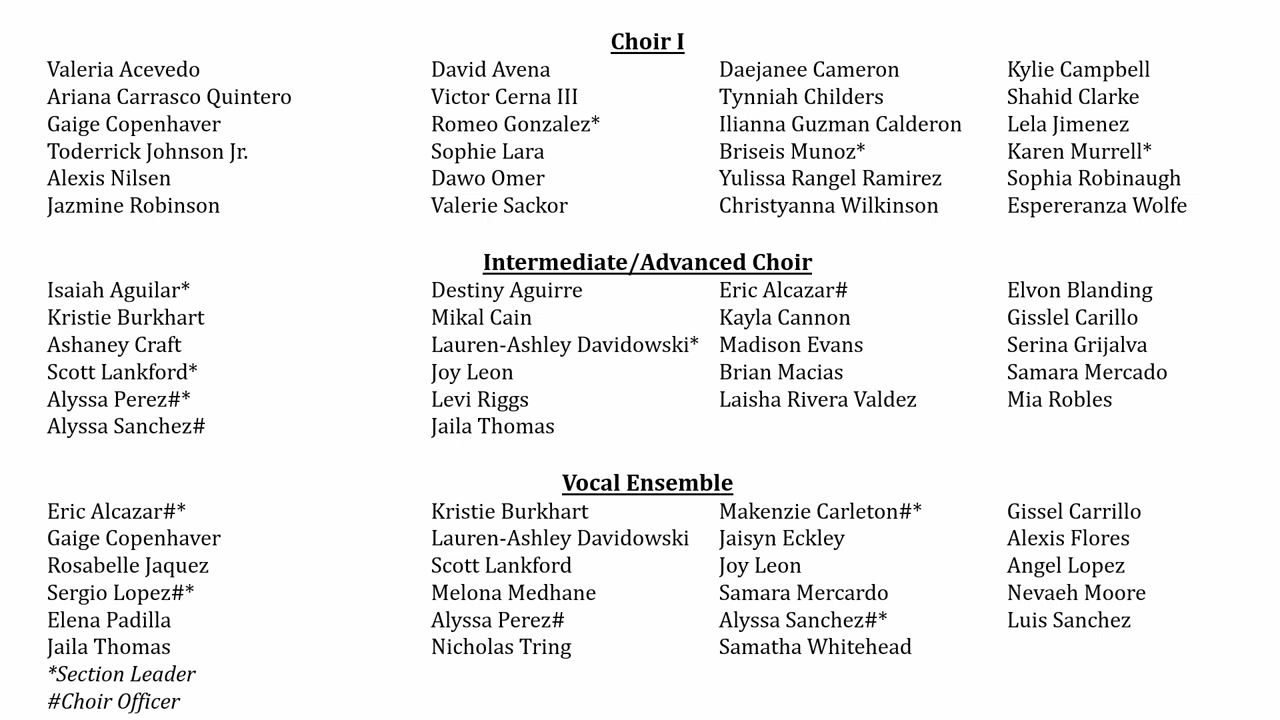 Choir I
Valeria Acevedo David Avena Daejanee Cameron Kylie Campbell
Ariana Carrasco Quintero Victor Cerna III Tynniah Childers Shahid Clarke
Gaige Copenhaver Romeo Gonzalez* Ilianna Guzman Calderon Lela Jimenez
Toderrick Johnson Jr. Sophie Lara Briseis Munoz* Karen Murrell*
Alexis Nilsen Dawo Omer Yulissa Rangel Ramirez Sophia Robinaugh
Jazmine Robinson Valerie Sackor Christyanna Wilkinson Espereranza Wolfe
Intermediate/Advanced Choir
Isaiah Aguilar* Destiny Aguirre Eric Alcazar# Elvon Blanding
Kristie Burkhart Mikal Cain Kayla Cannon Gisslel Carillo
Ashaney Craft Lauren-Ashley Davidowski* Madison Evans Serina Grijalva
Scott Lankford* Joy Leon Brian Macias Samara Mercado
Alyssa Perez#* Levi Riggs Laisha Rivera Valdez Mia Robles
Alyssa Sanchez# Jaila Thomas
Vocal Ensemble
Eric Alcazar#* Kristie Burkhart Makenzie Carleton#* Gissel Carrillo
Gaige Copenhaver Lauren-Ashley Davidowski Jaisyn Eckley Alexis Flores
Rosabelle Jaquez Scott Lankford Joy Leon Angel Lopez
Sergio Lopez#* Melona Medhane Samara Mercardo Nevaeh Moore
Elena Padilla Alyssa Perez# Alyssa Sanchez#* Luis Sanchez
Jaila Thomas Nicholas Tring Samatha Whitehead
*Section Leader
#Choir Officer